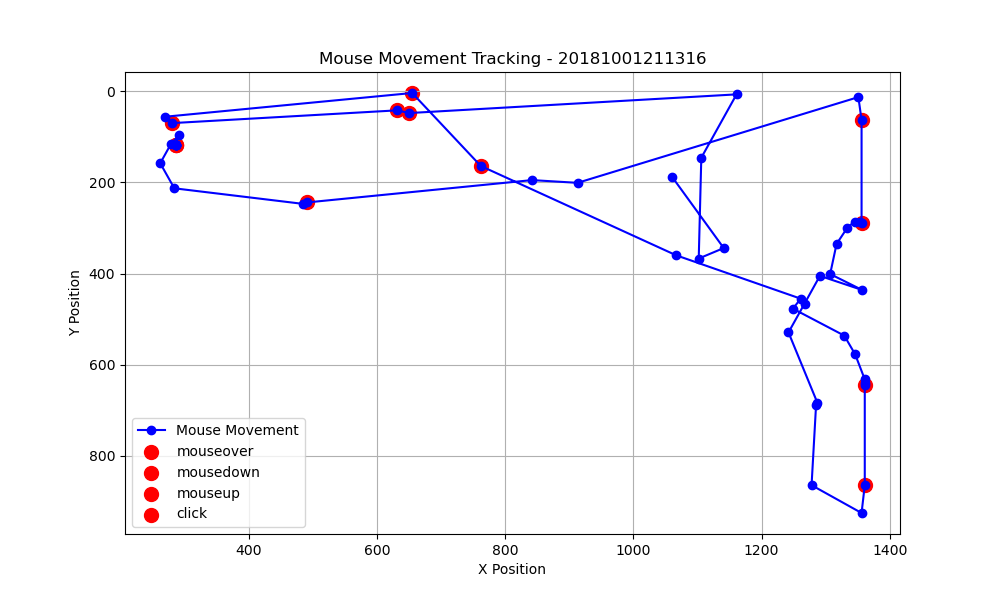 Mouse Movement Tracking - 20181001211316
0
200
400
600
800
Y Position
Mouse Movement
mouseover
mousedown
mouseup
click
400
600
800
1000
1200
1400
X Position